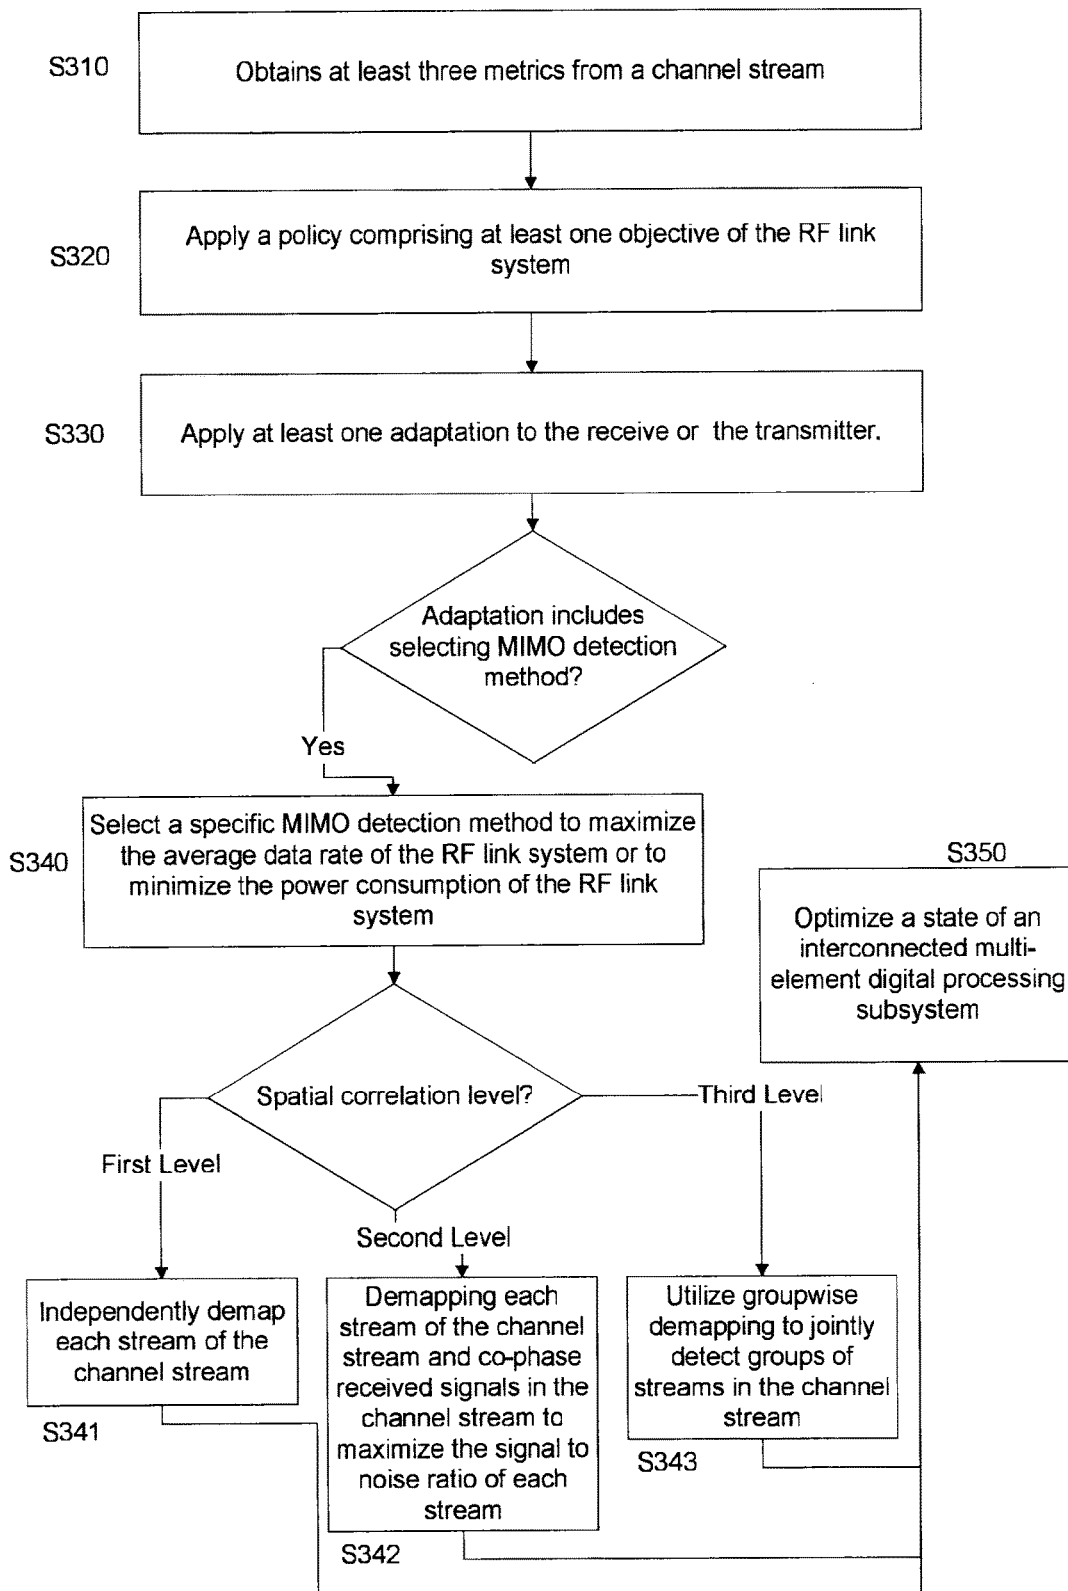 S310
Obtains at least three metrics from a channel stream
S320
Apply a policy comprising at least one objective of the RF link
system
S330
Apply at least one adaptation to the receive or the transmitter.
Adaptation includes
selecting MIMO detection
method?
Yes
S340
Select a specific MIMO detection method to maximize
the average data rate of the RF link system or to
minimize the power consumption of the RF link
system
S350
Optimize a state of an
interconnected multi-
element digital processing
subsystem
Spatial correlation level?
First Level
Second Level
Third Level
Independently demap
each stream of the
channel stream
S341
Demapping each
stream of the channel
stream and co-phase
received signals in the
channel stream to
maximize the signal to
noise ratio of each
stream
S342
Utilize groupwise
demapping to jointly
detect groups of
streams in the channel
stream
S343